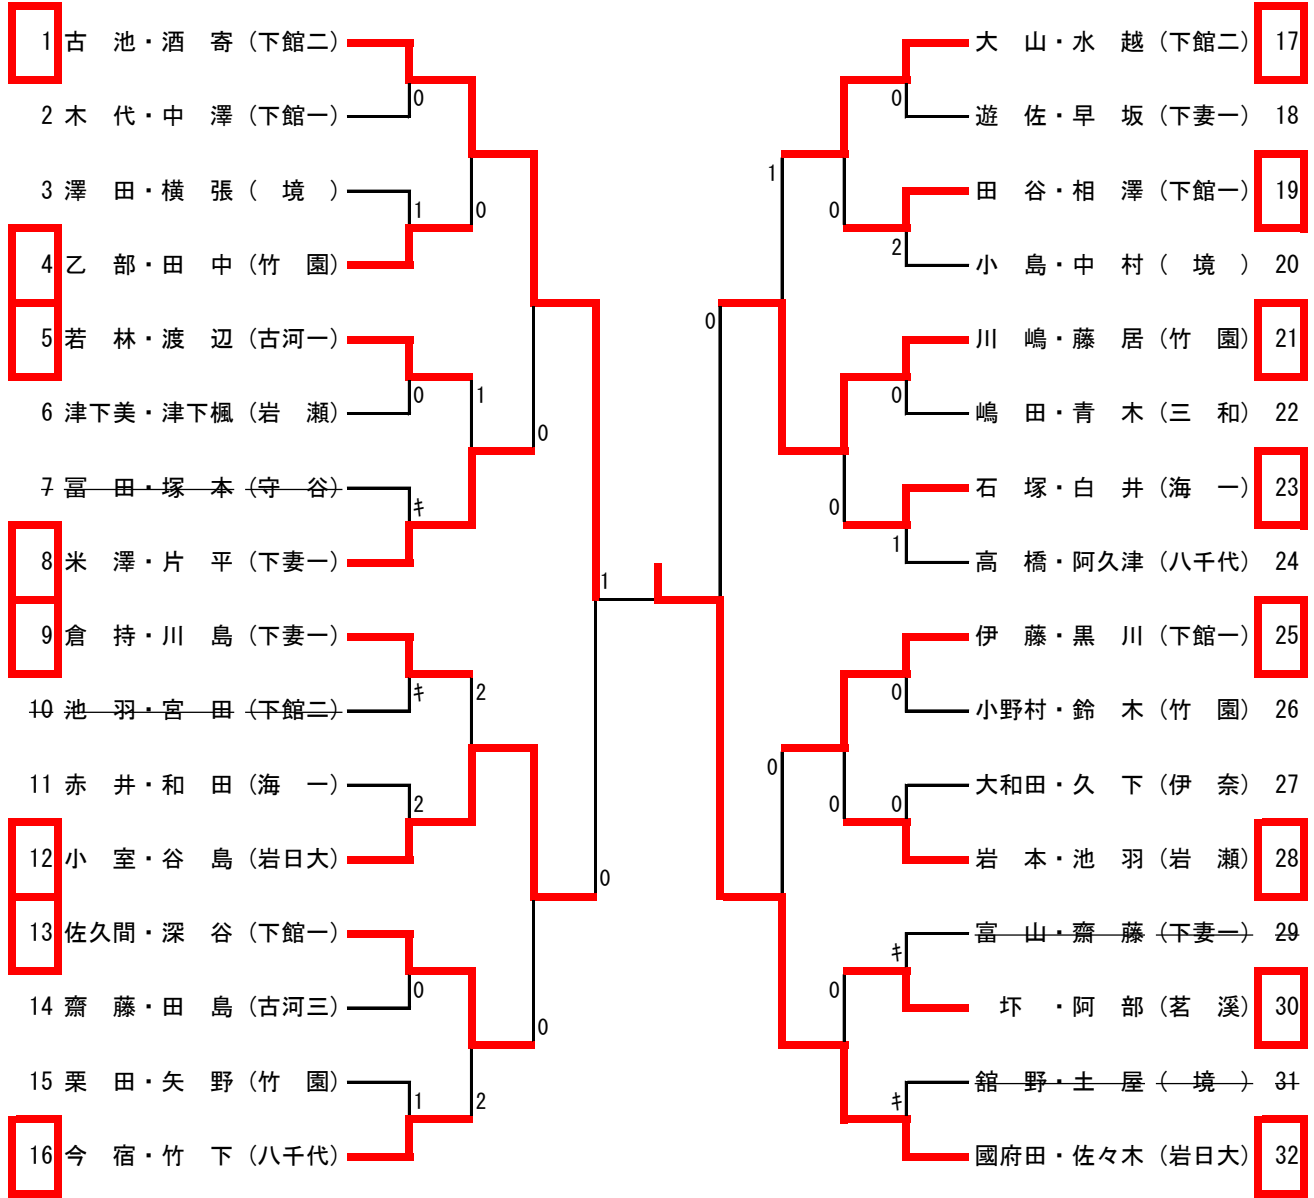 1 古　池・酒　寄 (下館二)
0
2 木　代・中　澤 (下館一)
0
3 澤　田・横　張 (　境　)
1
4 乙　部・田　中 (竹　園)
5 若　林・渡　辺 (古河一)
0
1
6 津下美・津下楓 (岩　瀬)
0
7 冨　田・塚　本 (守　谷)
キ
8 米　澤・片　平 (下妻一)
1
9 倉　持・川　島 (下妻一)
キ
2
10 池　羽・宮　田 (下館二)
11 赤　井・和　田 (海　一)
2
12 小　室・谷　島 (岩日大)
0
13 佐久間・深　谷 (下館一)
0
14 齋　藤・田　島 (古河三)
0
15 栗　田・矢　野 (竹　園)
1
2
16 今　宿・竹　下 (八千代)
大　山・水　越 (下館二) 17
0
遊　佐・早　坂 (下妻一) 18
1
田　谷・相　澤 (下館一) 19
0
2
小　島・中　村 (　境　) 20
0
川　嶋・藤　居 (竹　園) 21
0
嶋　田・青　木 (三　和) 22
石　塚・白　井 (海　一) 23
0
1
高　橋・阿久津 (八千代) 24
伊　藤・黒　川 (下館一) 25
0
小野村・鈴　木 (竹　園) 26
0
大和田・久　下 (伊　奈) 27
0
0
岩　本・池　羽 (岩　瀬) 28
富　山・齋　藤 (下妻一) 29
キ
0
圷　・阿　部 (茗　溪) 30
舘　野・土　屋 (　境　) 31
キ
國府田・佐々木 (岩日大) 32